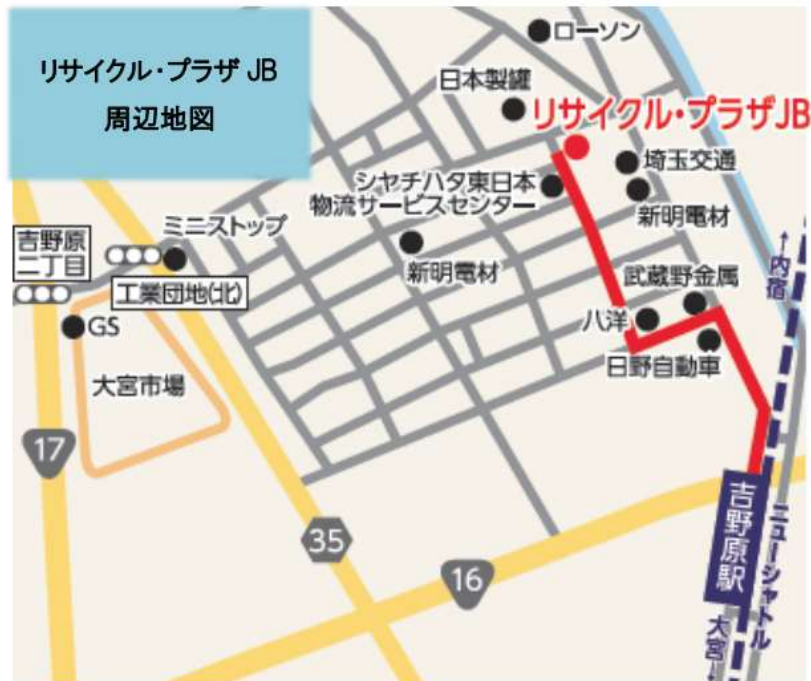 リサイクル・プラザ JB
周辺地図
ローソン
日本製罐
リサイクル・プラザJB
埼玉交通
シヤチハタ東日本
物流サービスセンター
新明電材
ミニストップ
吉野原
二丁目
新明電材
工業団地(北)
武蔵野金属
←内宿
GS
八洋
日野自動車
大宮市場
17
35
16
吉野原駅
ニューシャトル
大宮→